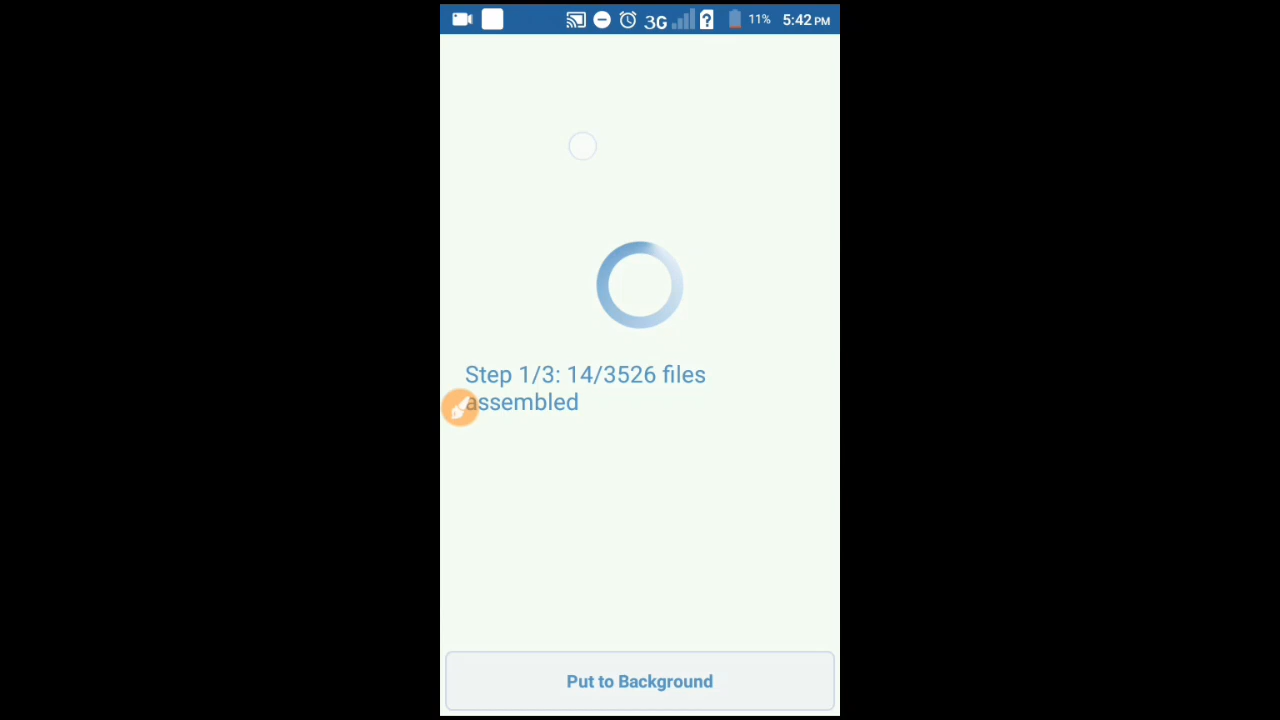 3G ? 11% 5:42 PM
Step 1/3: 14/3526 files
assembled
Put to Background